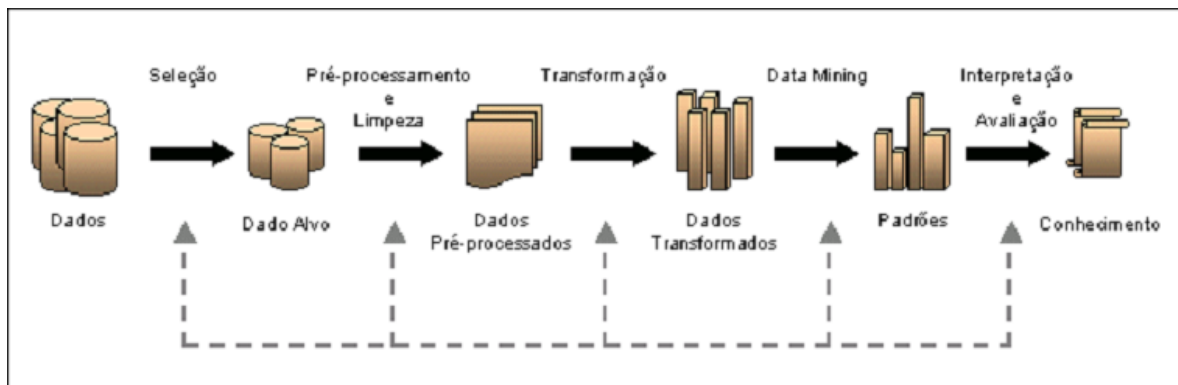 Seleção
Pré-processamento
e
Limpeza
Transformação
Data Mining
Interpretação
e
Avaliação
Dados
Dado Alvo
Dados
Pré-processados
Dados
Transformados
Padrões
Conhecimento